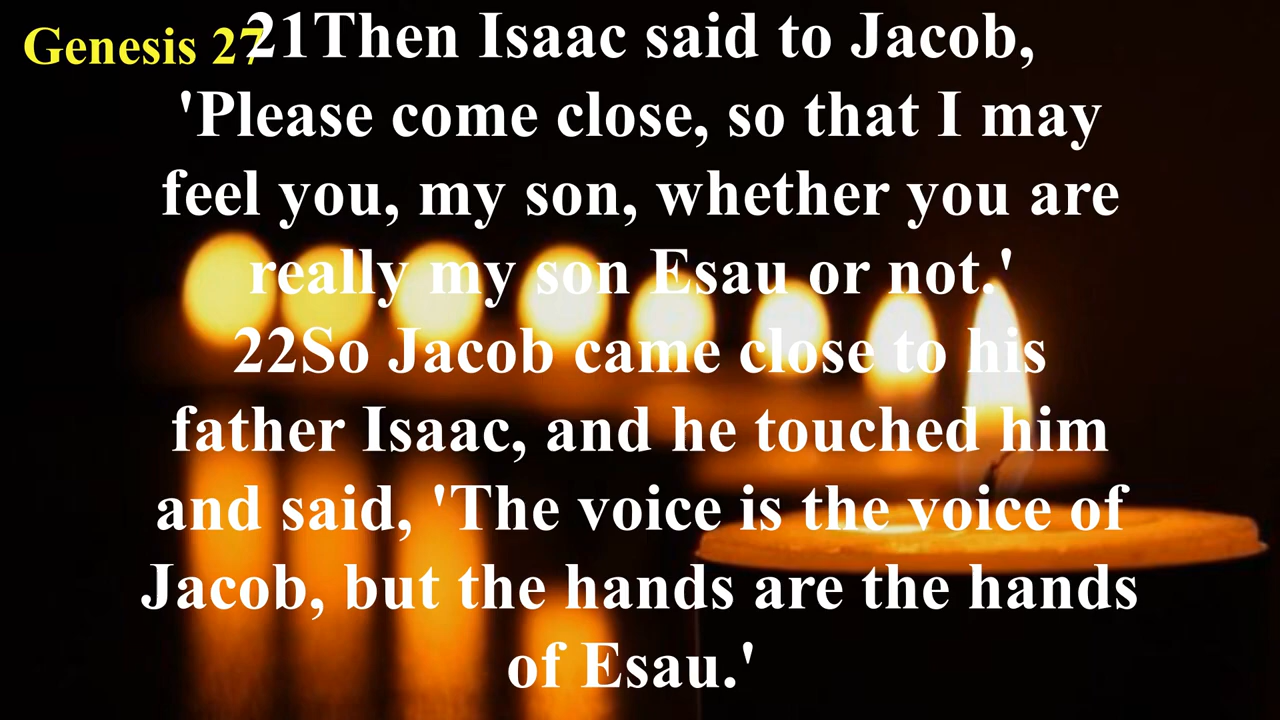 Genesis 27
21Then Isaac said to Jacob,
'Please come close, so that I may
feel you, my son, whether you are
really my son Esau or not.'
22So Jacob came close to his
father Isaac, and he touched him
and said, 'The voice is the voice of
Jacob, but the hands are the hands
of Esau.'